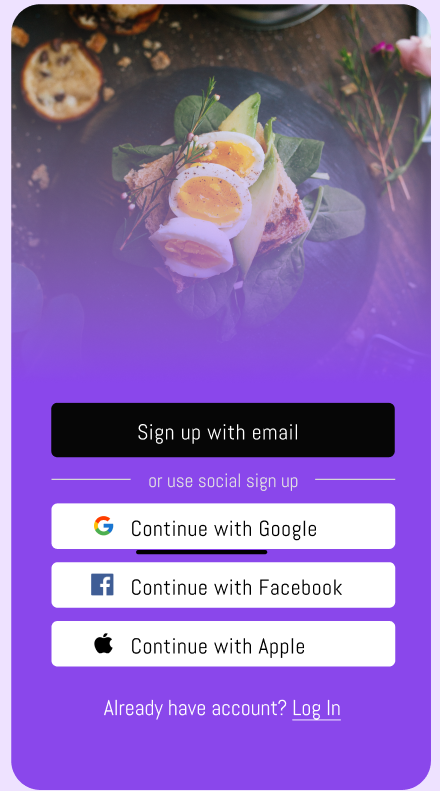 Sign up with email
or use social sign up
Continue with Google
Continue with Facebook
Continue with Apple
Already have account? Log In